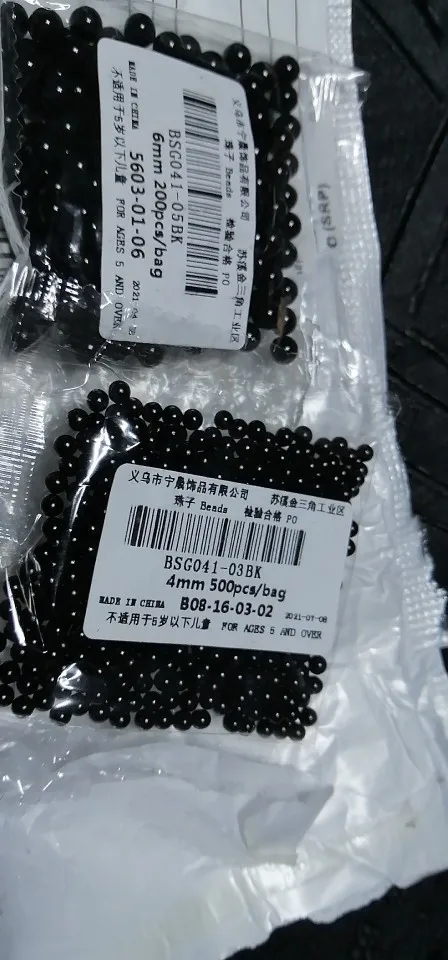 义乌市宁晨饰品有限公司 苏溪金三角工业区
珠子 Beads 检验合格 PO
BSG041-05BK
6mm 200pcs/bag
MADE IN CHINA 5603-01-06
不适用于5岁以下儿童 FOR AGES 5 AND OVER
义乌市宁晨饰品有限公司 苏溪金三角工业区
珠子 Beads 检验合格 PO
BSG041-03BK
4mm 500pcs/bag
MADE IN CHINA B08-16-03-02 2021-07-08
不适用于5岁以下儿童 FOR AGES 5 AND OVER